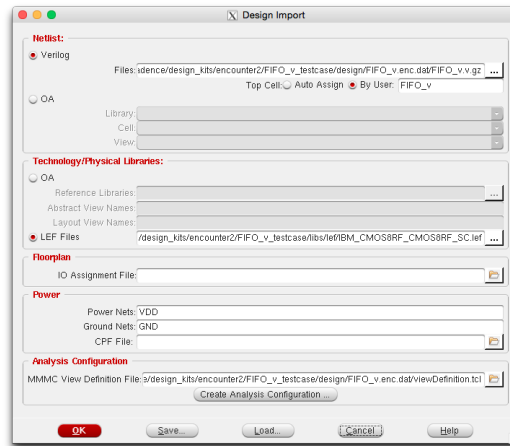 Design Import
Netlist:
Verilog
Files: adence/design_kits/encounter2/FIFO_v_testcase/design/FIFO_v.enc.dat/FIFO_v.v.gz ...
Top Cell: Auto Assign By User: FIFO_v
OA
Library:
Cell:
View:
Technology/Physical Libraries:
OA
Reference Libraries: ...
Abstract View Names:
Layout View Names:
LEF Files /design_kits/encounter2/FIFO_v_testcase/libs/lef/IBM_CMOS8RF_CMOS8RF_SC.lef ...
Floorplan
IO Assignment File:
Power
Power Nets: VDD
Ground Nets: GND
CPF File:
Analysis Configuration
MMMC View Definition File: e/design_kits/encounter2/FIFO_v_testcase/design/FIFO_v.enc.dat/viewDefinition.tcl
Create Analysis Configuration ...
OK Save... Load... Cancel Help